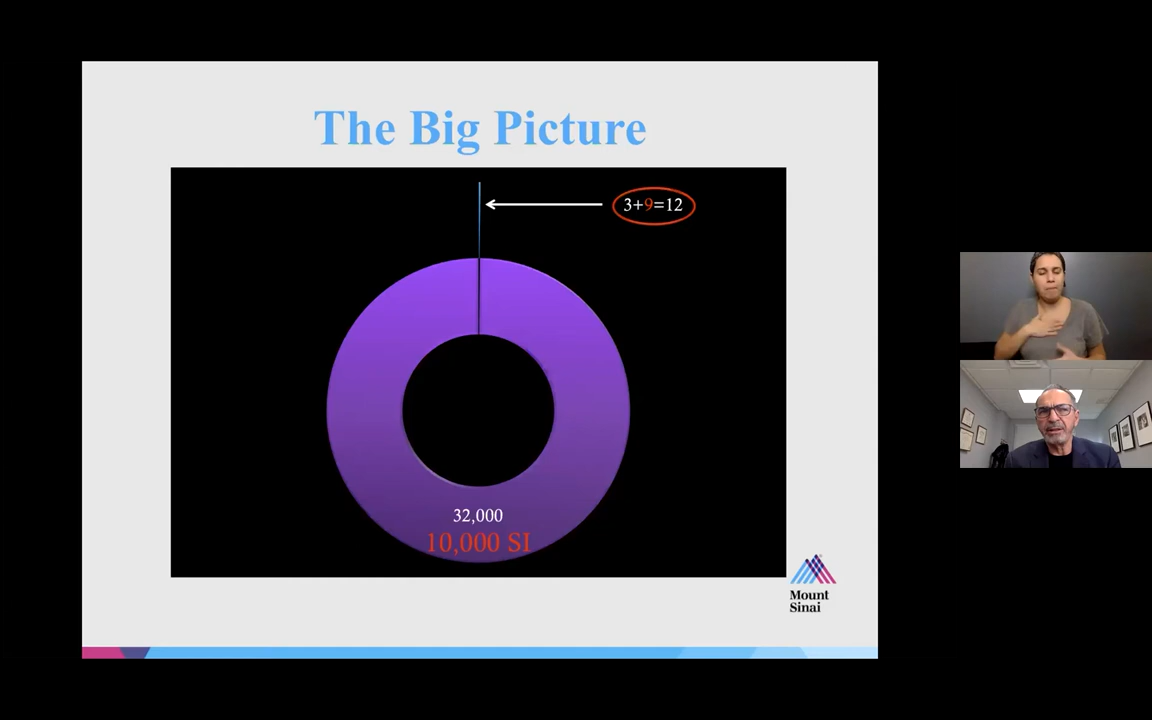 The Big Picture
3+9=12
32,000
10,000 SI
Mount
Sinai